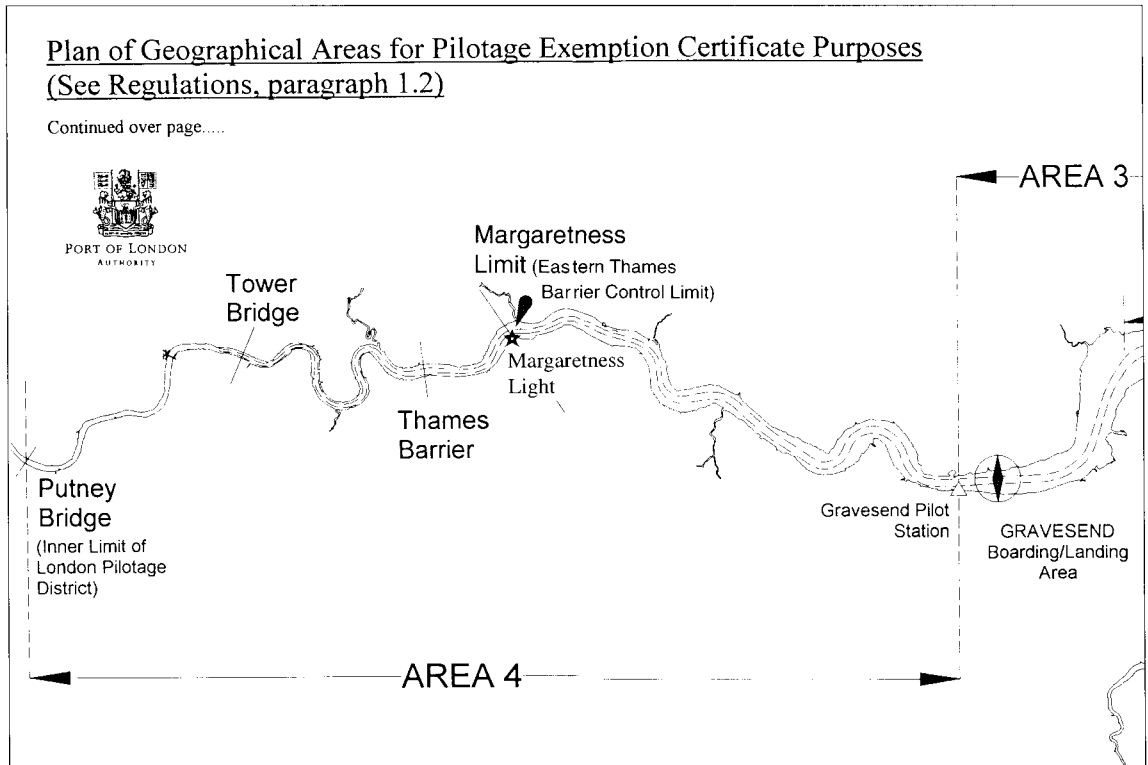 Plan of Geographical Areas for Pilotage Exemption Certificate Purposes
(See Regulations, paragraph 1.2)
Continued over page.....
PORT OF LONDON
AUTHORITY
AREA 3
Margaretness
Limit (Eastern Thames
Barrier Control Limit)
Tower
Bridge
Margaretness
Light
Thames
Barrier
Putney
Bridge
(Inner Limit of
London Pilotage
District)
Gravesend Pilot
Station
GRAVESEND
Boarding/Landing
Area
AREA 4